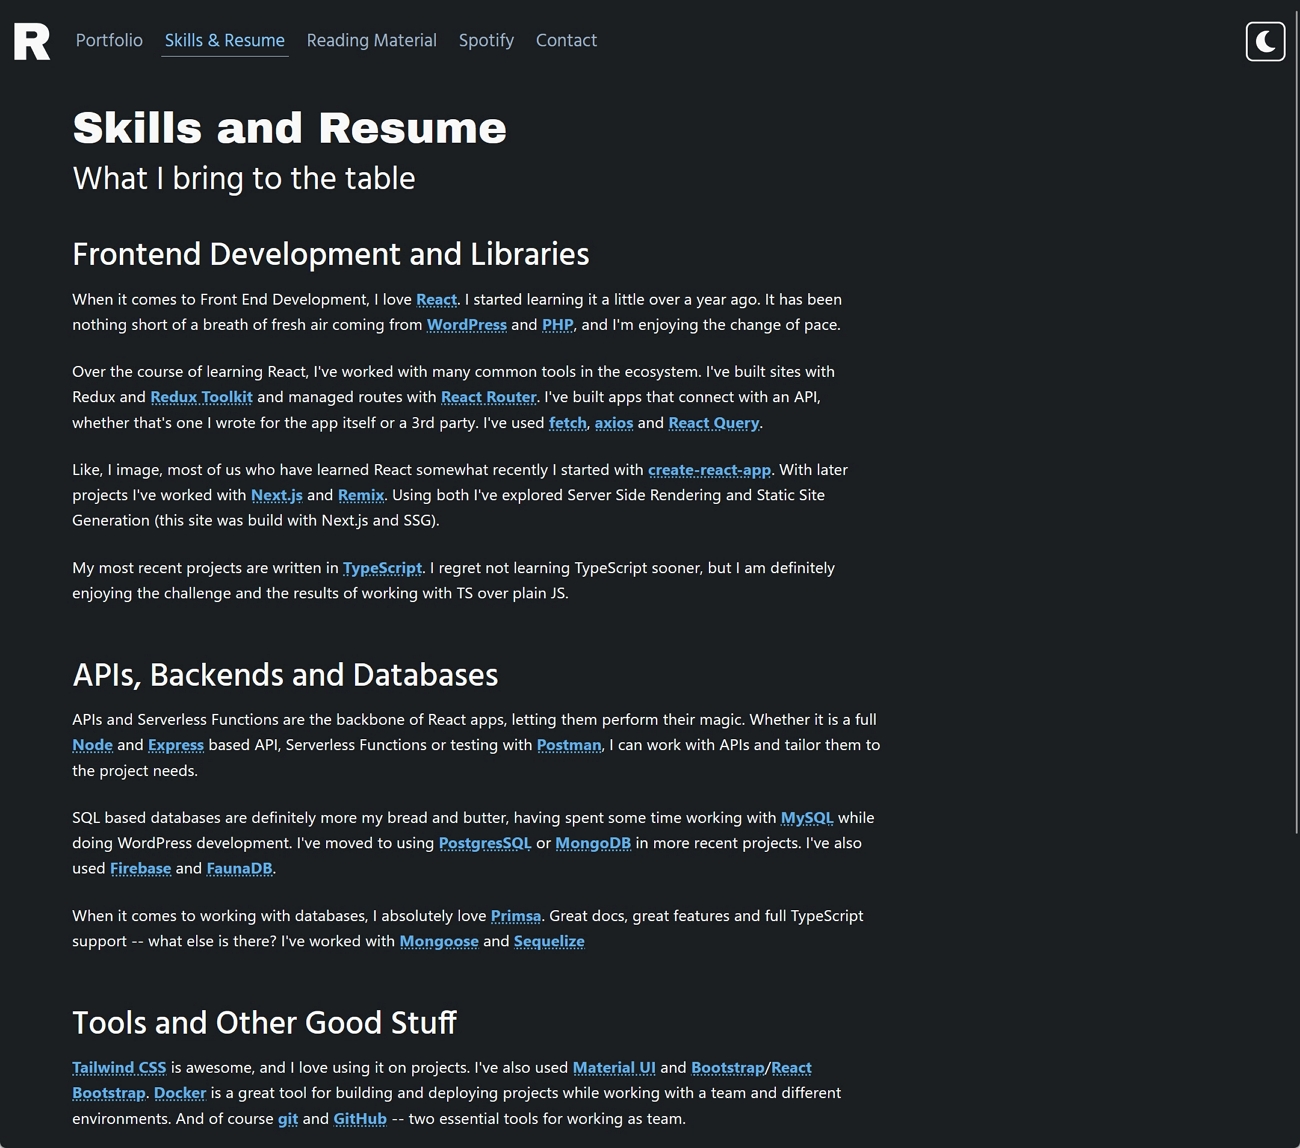 R Portfolio Skills & Resume Reading Material Spotify Contact
Skills and Resume
What I bring to the table
Frontend Development and Libraries
When it comes to Front End Development, I love React. I started learning it a little over a year ago. It has been
nothing short of a breath of fresh air coming from WordPress and PHP, and I'm enjoying the change of pace.
Over the course of learning React, I've worked with many common tools in the ecosystem. I've built sites with
Redux and Redux Toolkit and managed routes with React Router. I've built apps that connect with an API,
whether that's one I wrote for the app itself or a 3rd party. I've used fetch, axios and React Query.
Like, I image, most of us who have learned React somewhat recently I started with create-react-app. With later
projects I've worked with Next.js and Remix. Using both I've explored Server Side Rendering and Static Site
Generation (this site was build with Next.js and SSG).
My most recent projects are written in TypeScript. I regret not learning TypeScript sooner, but I am definitely
enjoying the challenge and the results of working with TS over plain JS.
APIs, Backends and Databases
APIs and Serverless Functions are the backbone of React apps, letting them perform their magic. Whether it is a full
Node and Express based API, Serverless Functions or testing with Postman, I can work with APIs and tailor them to
the project needs.
SQL based databases are definitely more my bread and butter, having spent some time working with MySQL while
doing WordPress development. I've moved to using PostgresSQL or MongoDB in more recent projects. I've also
used Firebase and FaunaDB.
When it comes to working with databases, I absolutely love Primsa. Great docs, great features and full TypeScript
support -- what else is there? I've worked with Mongoose and Sequelize
Tools and Other Good Stuff
Tailwind CSS is awesome, and I love using it on projects. I've also used Material UI and Bootstrap/React
Bootstrap. Docker is a great tool for building and deploying projects while working with a team and different
environments. And of course git and GitHub -- two essential tools for working as team.